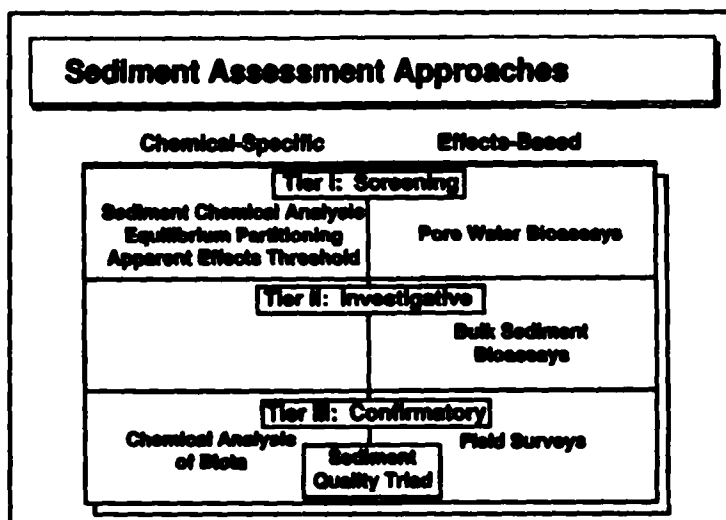 Sediment Assessment Approaches
Chemical-Specific
Effects-Based
Tier I: Screening
Sediment Chemical Analysis
Equilibrium Partitioning
Apparent Effects Threshold
Pore Water Bioassays
Tier II: Investigative
Bulk Sediment
Bioassays
Tier III: Confirmatory
Chemical Analysis
of Biota
Sediment
Quality Triad
Field Surveys